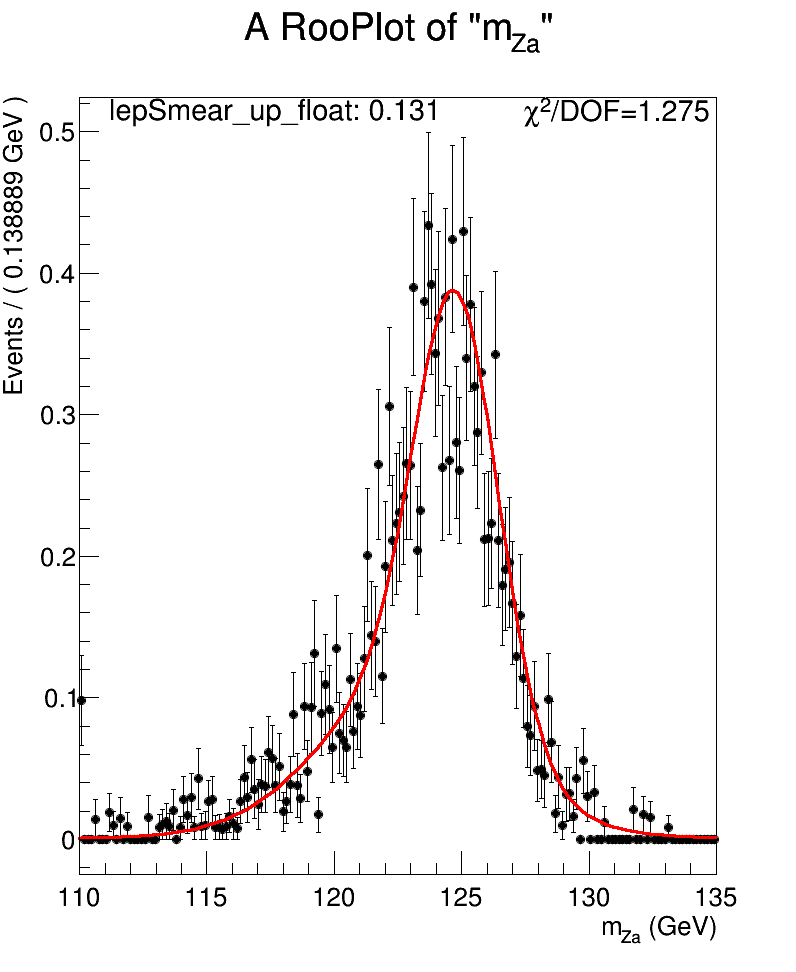 A RooPlot of "m_Za"
lepSmear_up_float: 0.131
χ²/DOF=1.275
Events / ( 0.138889 GeV )
0.5
0.4
0.3
0.2
0.1
0
110 115 120 125 130 135
m_Za (GeV)